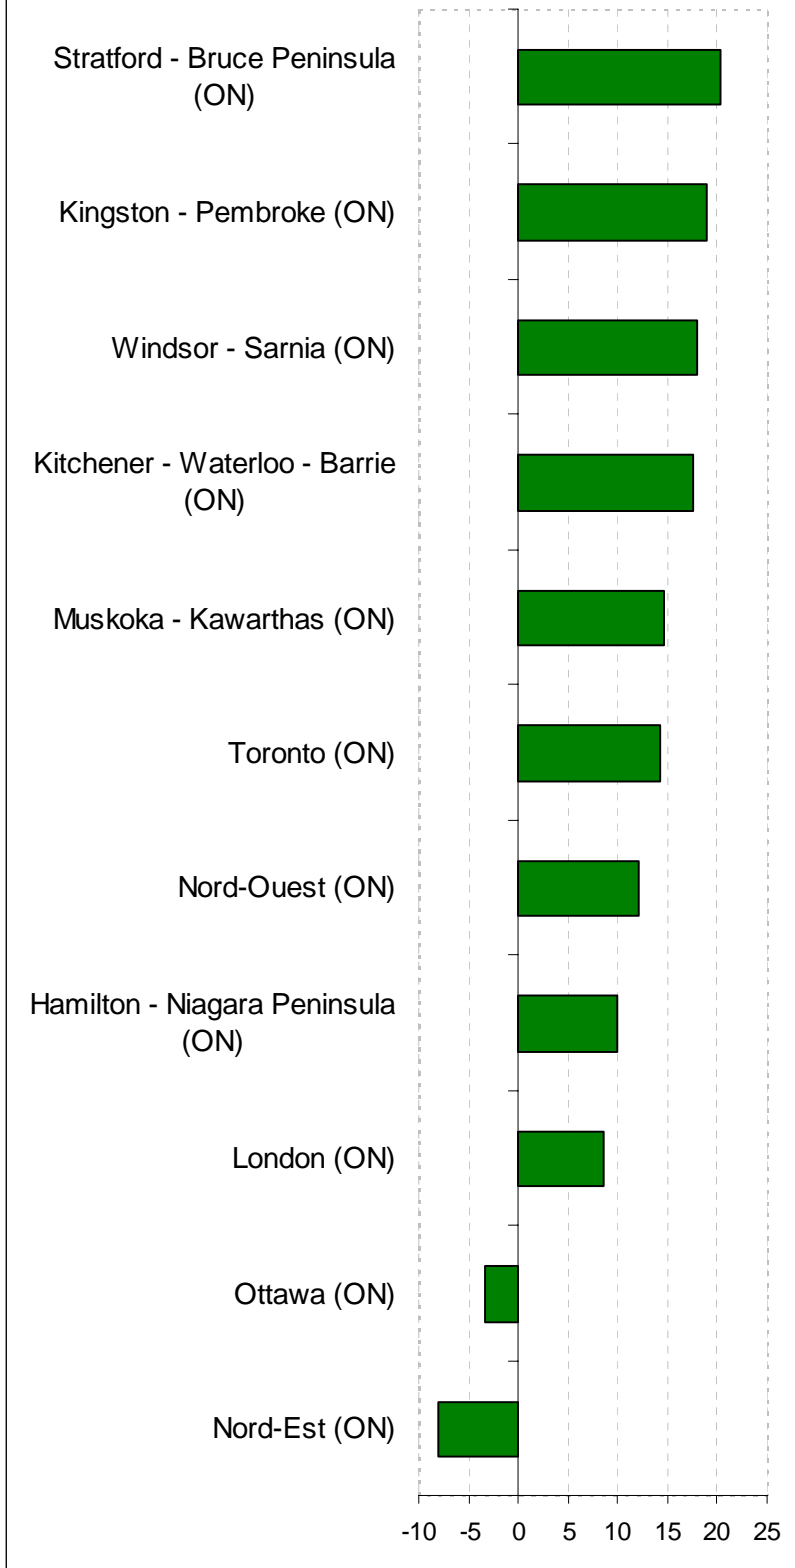 Stratford - Bruce Peninsula
(ON)
Kingston - Pembroke (ON)
Windsor - Sarnia (ON)
Kitchener - Waterloo - Barrie
(ON)
Muskoka - Kawarthas (ON)
Toronto (ON)
Nord-Ouest (ON)
Hamilton - Niagara Peninsula
(ON)
London (ON)
Ottawa (ON)
Nord-Est (ON)
-10 -5 0 5 10 15 20 25